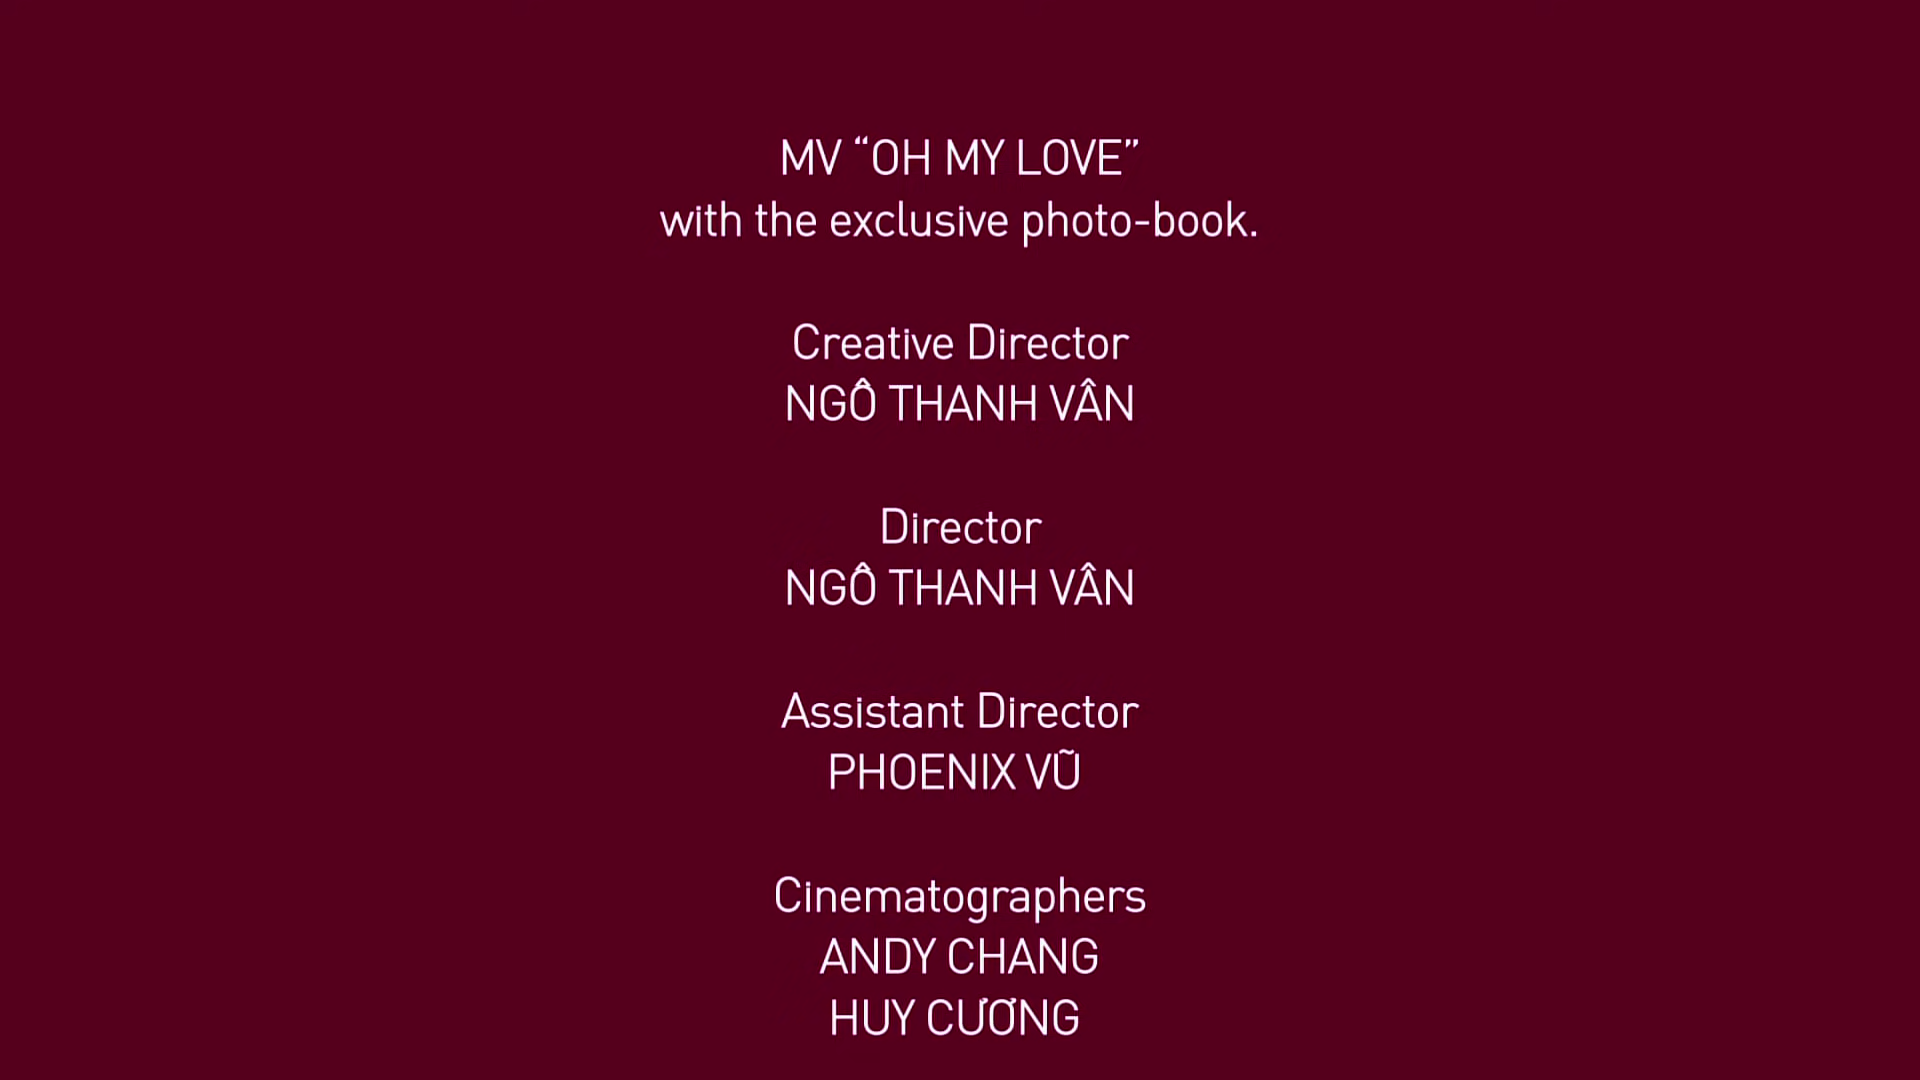 MV “OH MY LOVE”
with the exclusive photo-book.
Creative Director
NGÔ THANH VÂN
Director
NGÔ THANH VÂN
Assistant Director
PHOENIX VŨ
Cinematographers
ANDY CHANG
HUY CƯƠNG